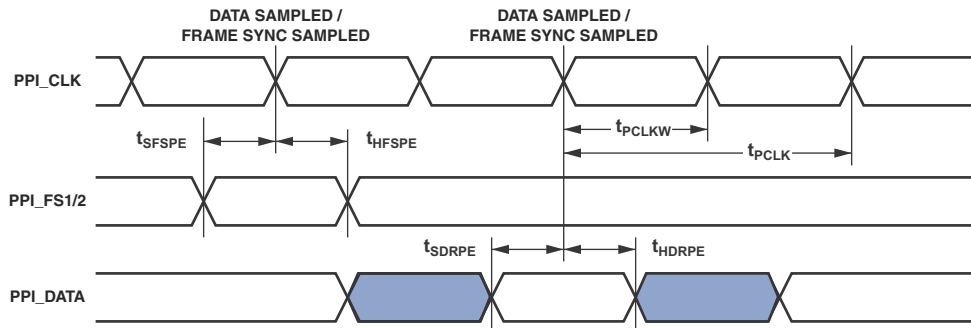 DATA SAMPLED /
FRAME SYNC SAMPLED
DATA SAMPLED /
FRAME SYNC SAMPLED
PPI_CLK
tPCLKW
tSFSPE
tHFSPE
tPCLK
PPI_FS1/2
tSDRPE
tHDRPE
PPI_DATA